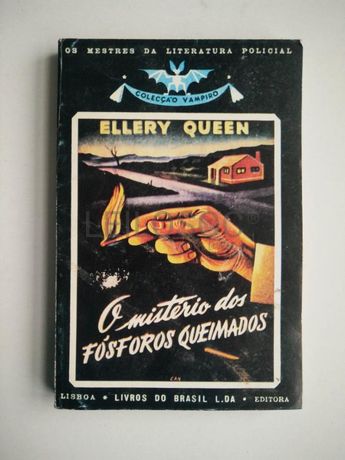 OS MESTRES DA LITERATURA POLICIAL
COLECÇÃO VAMPIRO
ELLERY QUEEN
O mistério dos
FÓSFOROS QUEIMADOS
LISBOA * LIVROS DO BRASIL L.DA * EDITORA